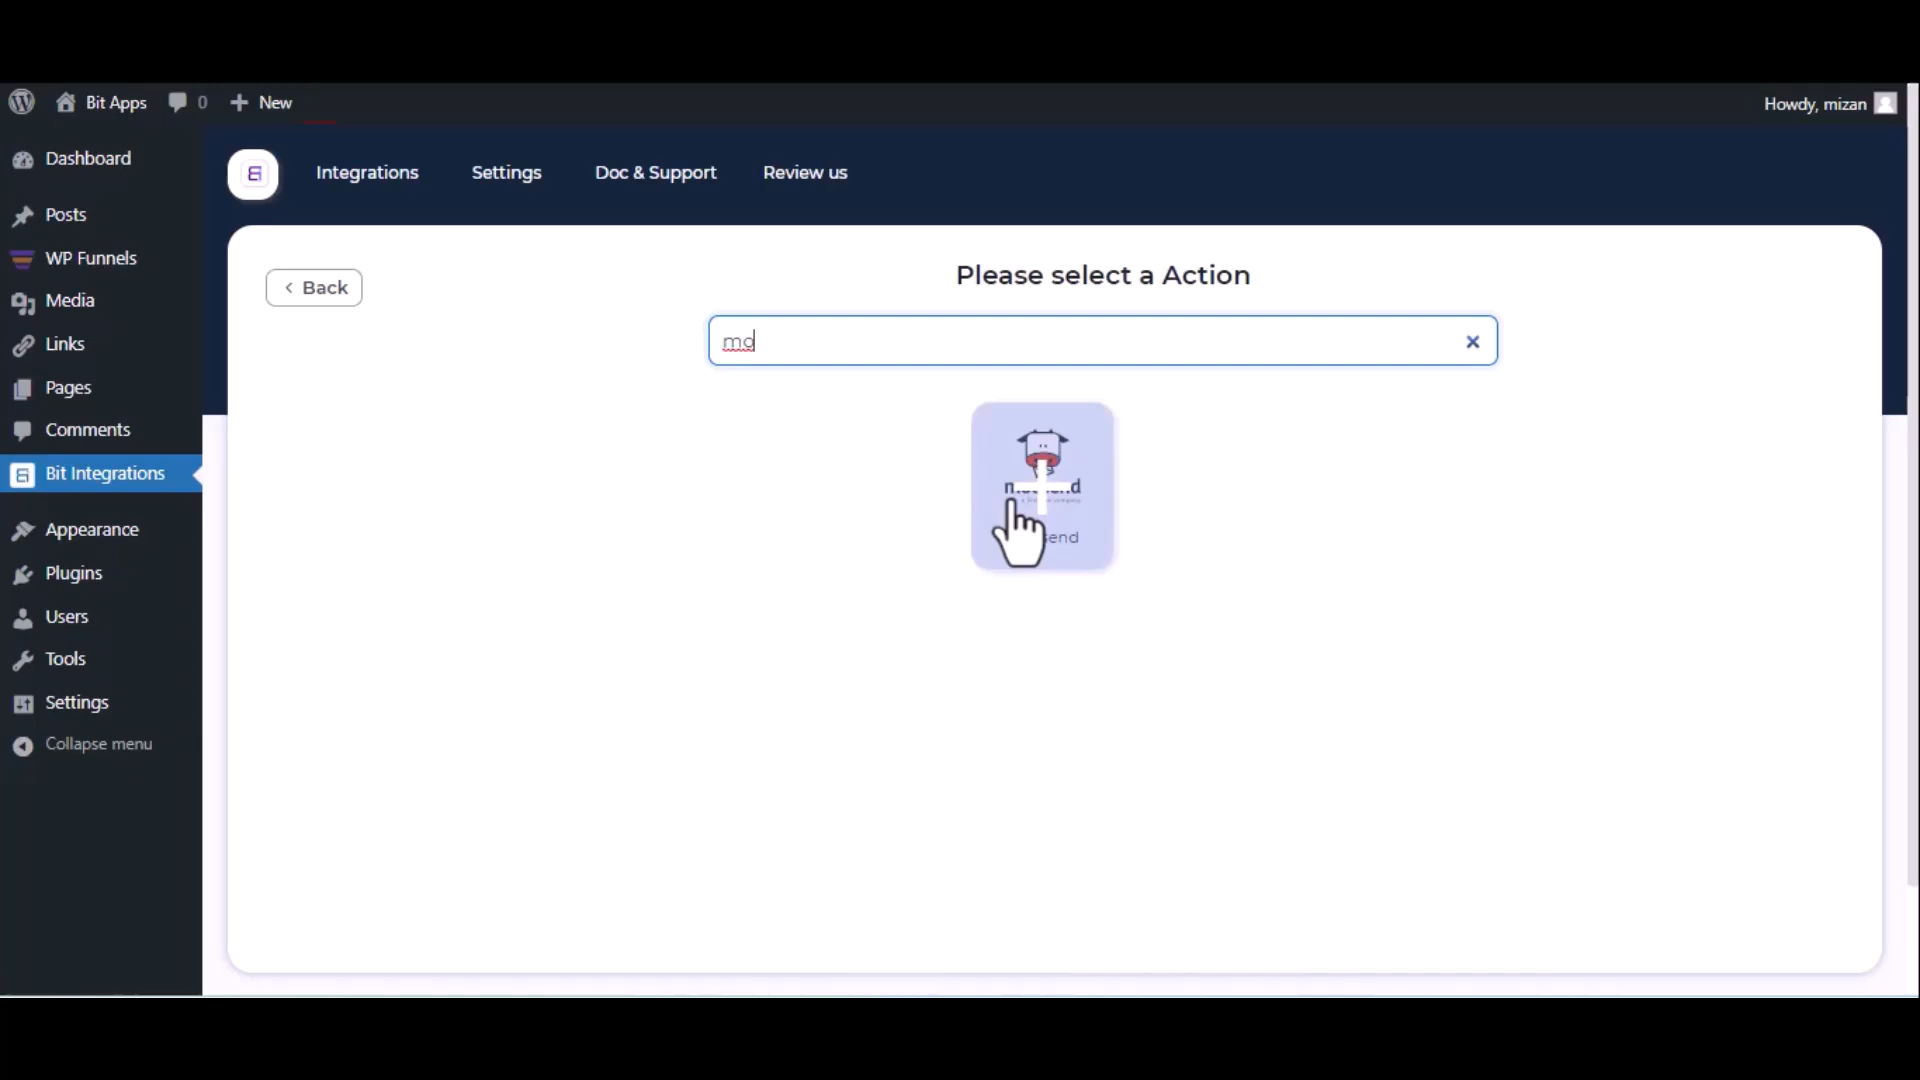 Bit Apps
0
New
Howdy, mizan
Dashboard
Posts
WP Funnels
Media
Links
Pages
Comments
Bit Integrations
Appearance
Plugins
Users
Tools
Settings
Collapse menu
Integrations
Settings
Doc & Support
Review us
Back
Please select a Action
mo